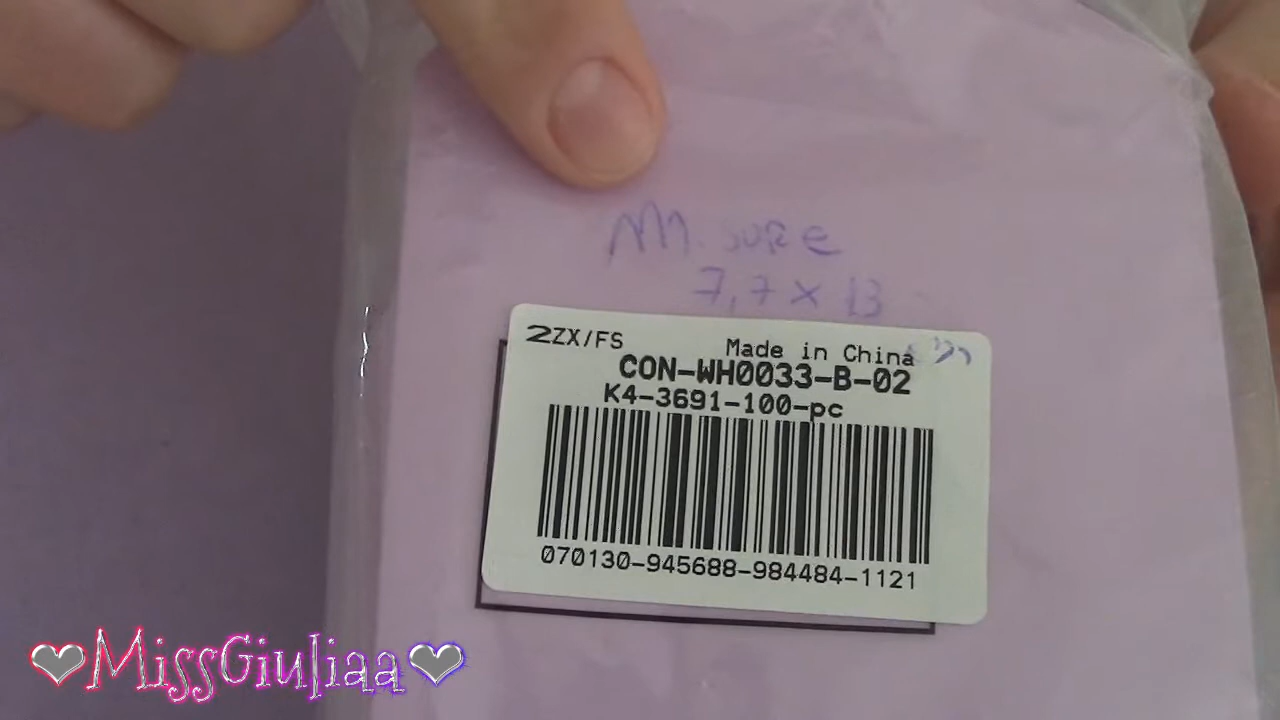 Misure
7,7 x 13
2ZX/FS
Made in China
CON-WH0033-B-02
K4-3691-100-pc
070130-945688-984484-1121
MissGiuliaa